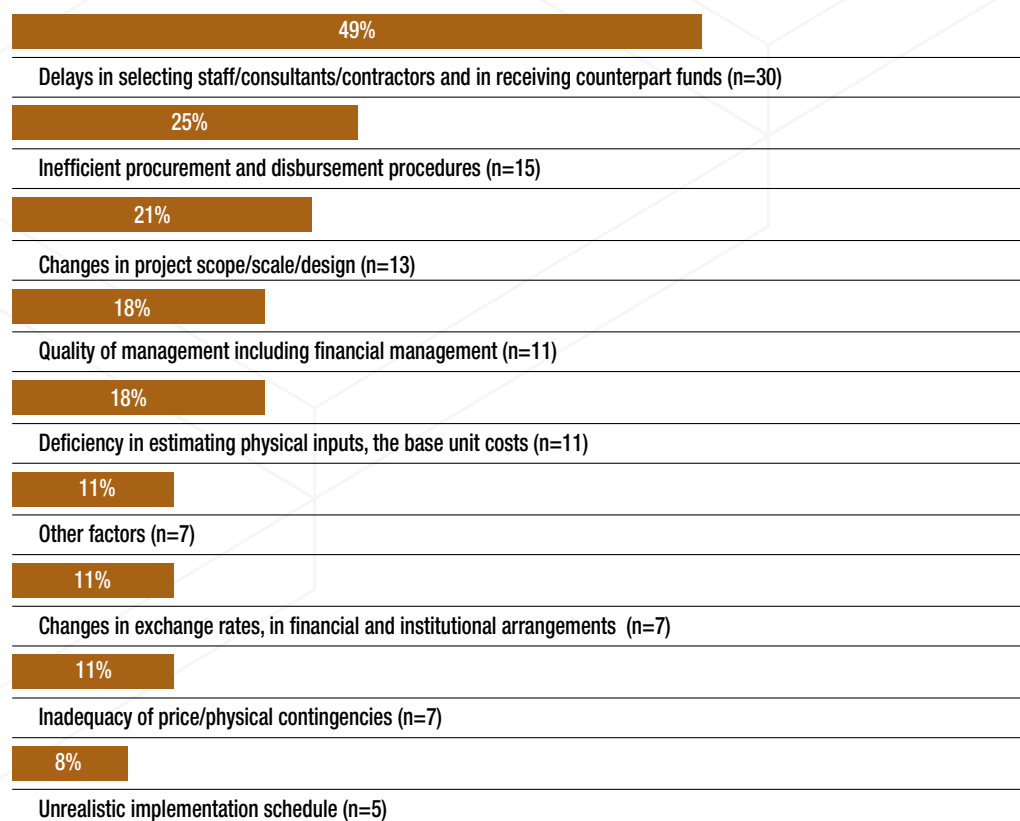 49%
Delays in selecting staff/consultants/contractors and in receiving counterpart funds (n=30)
25%
Inefficient procurement and disbursement procedures (n=15)
21%
Changes in project scope/scale/design (n=13)
18%
Quality of management including financial management (n=11)
18%
Deficiency in estimating physical inputs, the base unit costs (n=11)
11%
Other factors (n=7)
11%
Changes in exchange rates, in financial and institutional arrangements (n=7)
11%
Inadequacy of price/physical contingencies (n=7)
8%
Unrealistic implementation schedule (n=5)